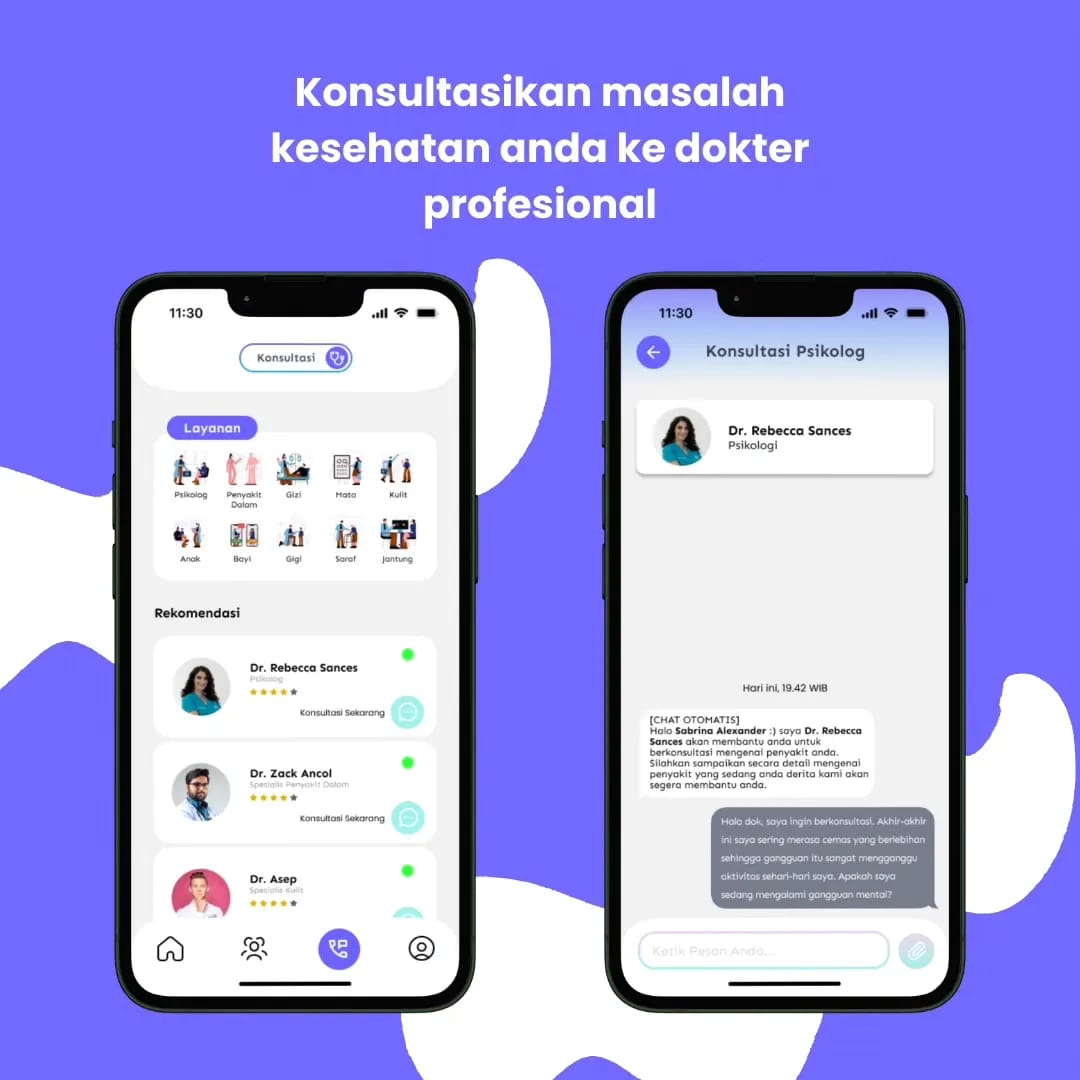 Konsultasikan masalah
kesehatan anda ke dokter
profesional
11:30
Konsultasi
Layanan
Psikolog
Penyakit
Dalam
Gizi
Mata
Kulit
Anak
Bayi
Gigi
Saraf
Jantung
Rekomendasi
Dr. Rebecca Sances
Psikolog
Konsultasi Sekarang
Dr. Zack Ancol
Spesialis Penyakit Dalam
Konsultasi Sekarang
Dr. Asep
Spesialis Kulit
11:30
Konsultasi Psikolog
Dr. Rebecca Sances
Psikologi
Hari ini, 19.42 WIB
[CHAT OTOMATIS]
Halo Sabrina Alexander :) saya Dr. Rebecca
Sances akan membantu anda untuk
berkonsultasi mengenai penyakit anda.
Silahkan sampaikan secara detail mengenai
penyakit yang sedang anda derita kami akan
segera membantu anda.
Halo dok, saya ingin berkonsultasi. Akhir-akhir
ini saya sering merasa cemas yang berlebihan
sehingga gangguan itu sangat mengganggu
aktivitas sehari-hari saya. Apakah saya
sedang mengalami gangguan mental?
Ketik Pesan Anda...